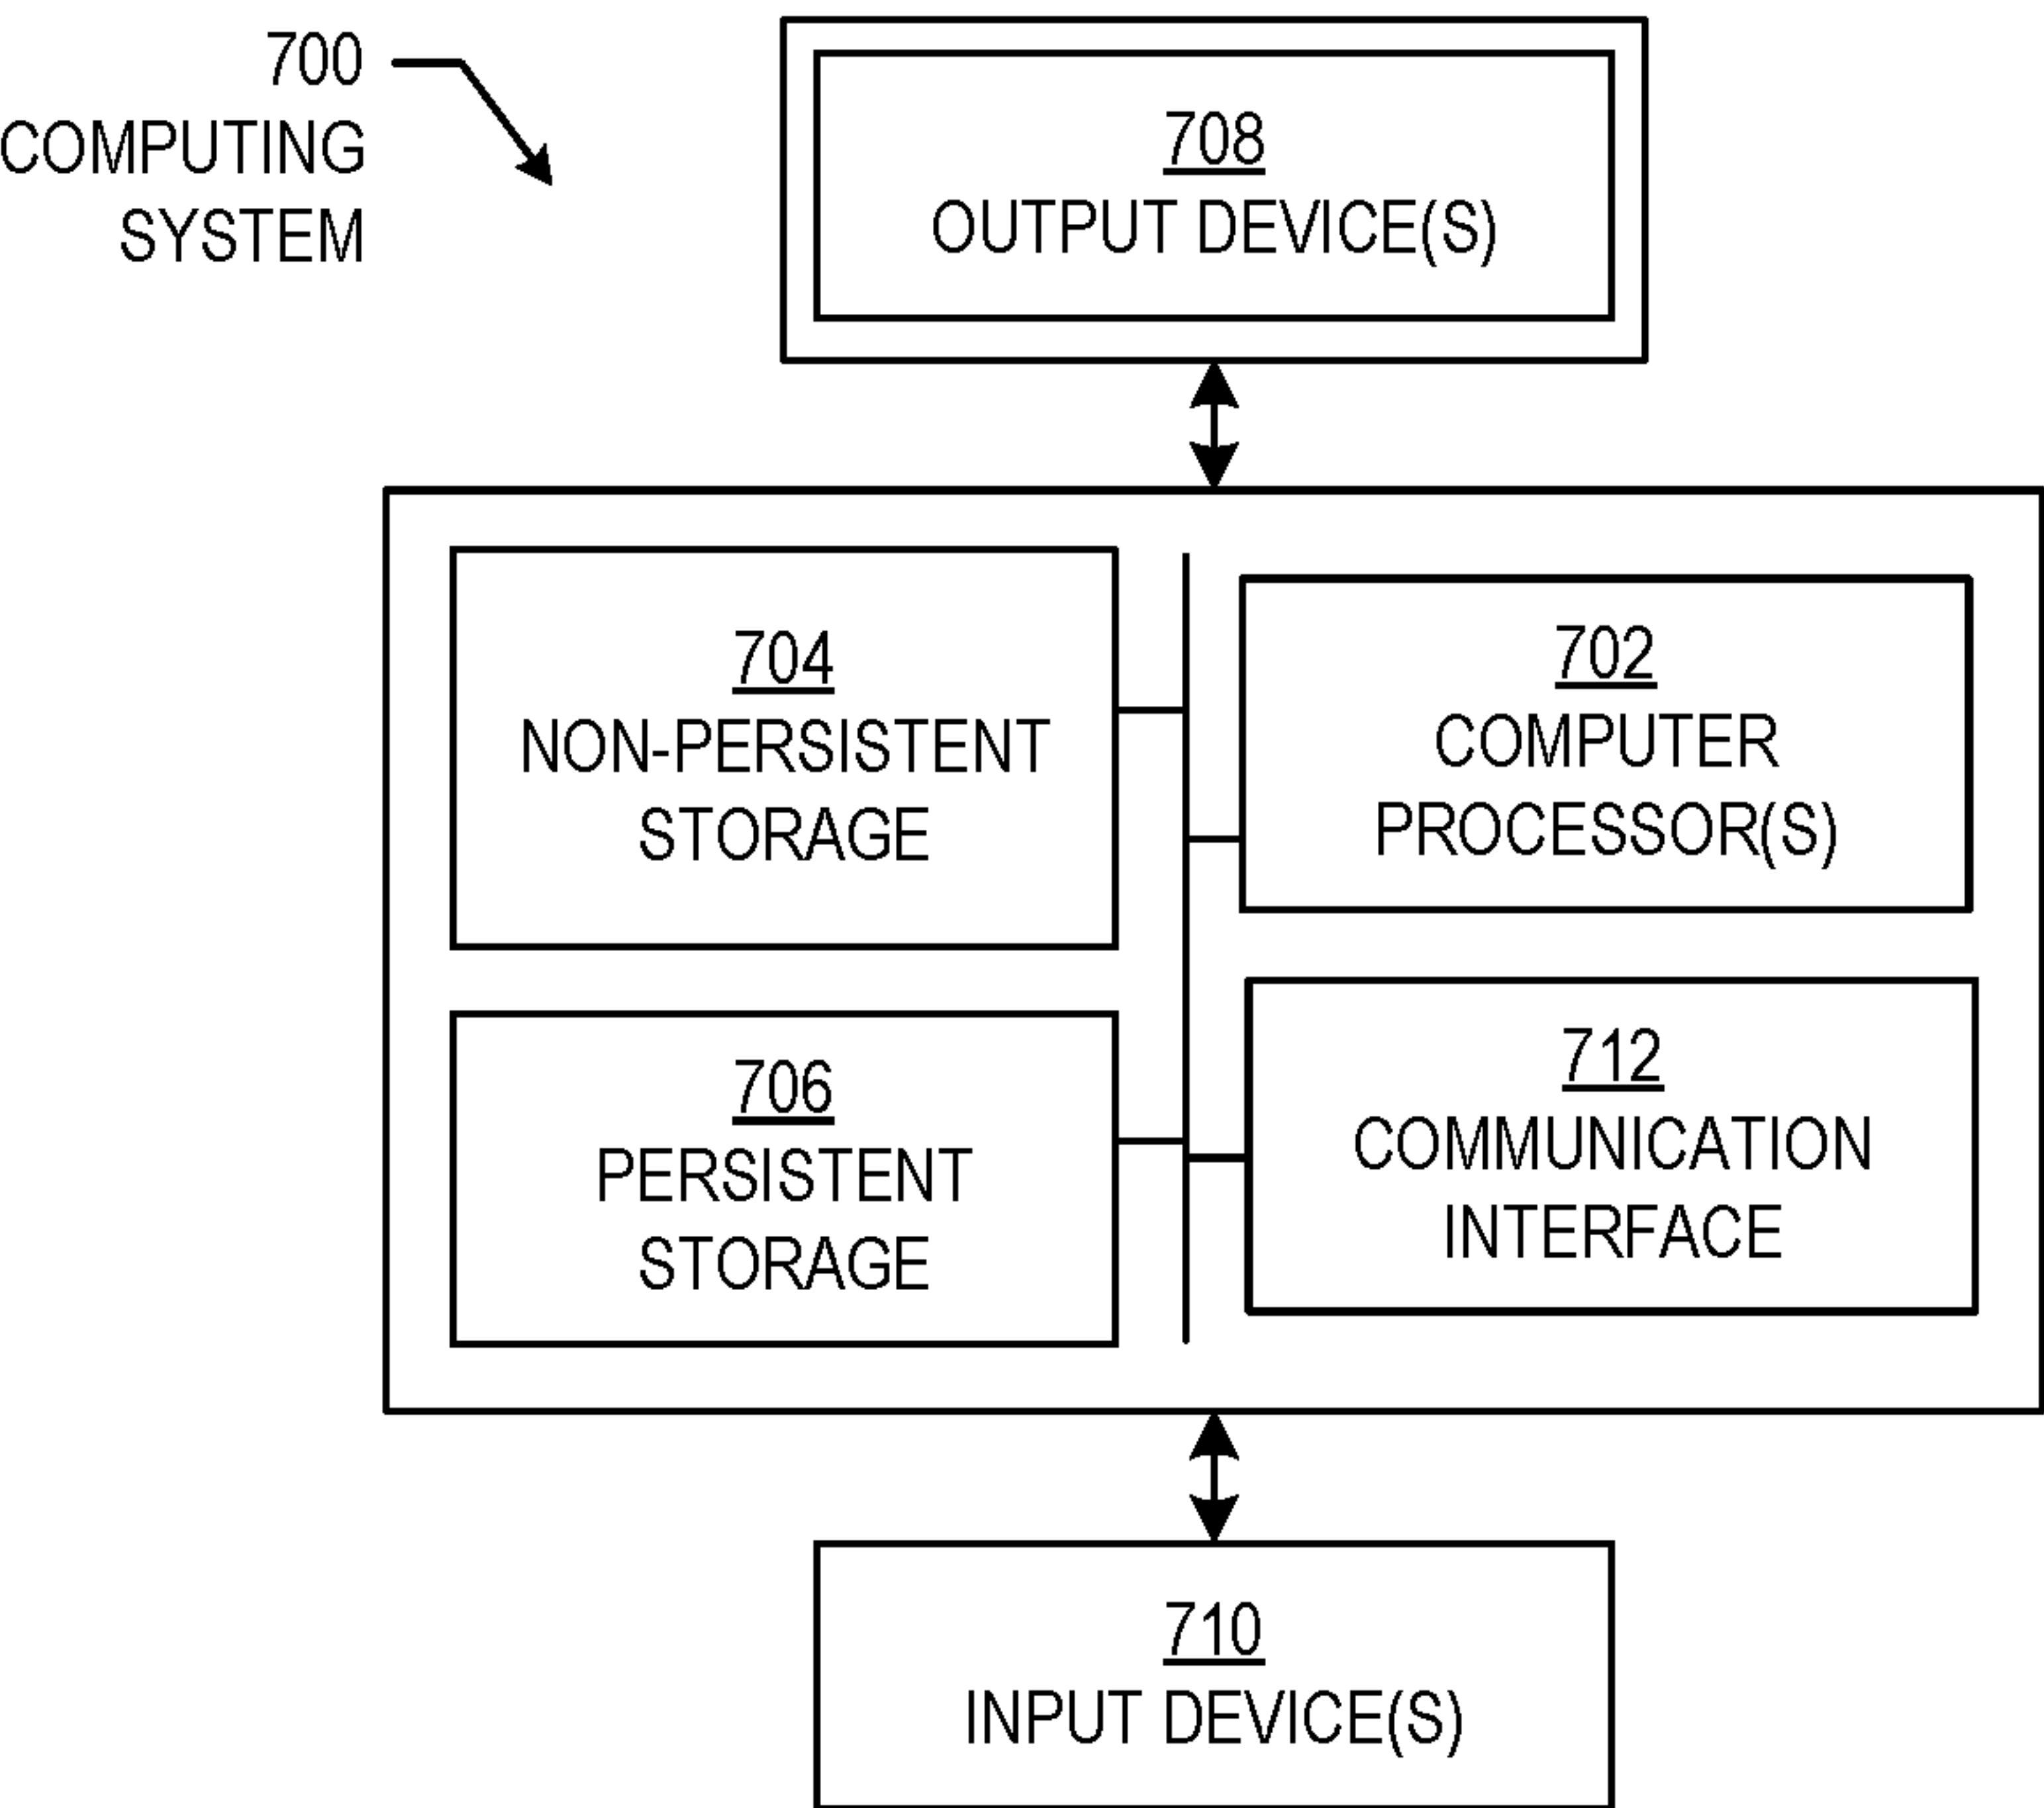 700
COMPUTING
SYSTEM
708
OUTPUT DEVICE(S)
704
NON-PERSISTENT
STORAGE
702
COMPUTER
PROCESSOR(S)
706
PERSISTENT
STORAGE
712
COMMUNICATION
INTERFACE
710
INPUT DEVICE(S)